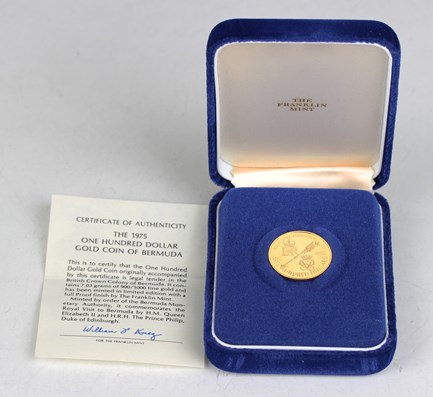 THE
FRANKLIN
MINT
CERTIFICATE OF AUTHENTICITY
THE 1975
ONE HUNDRED DOLLAR
GOLD COIN OF BERMUDA
This is to certify that the One Hundred
Dollar Gold Coin originally accompanied
by this certificate is legal tender in the
British Crown Colony of Bermuda. It con-
tains 7.03 grams of 900/1000 fine gold and
has been minted in limited edition with a
full Proof finish by The Franklin Mint.
Minted by order of the Bermuda Mon-
etary Authority, it commemorates the
Royal Visit to Bermuda by H.M. Queen
Elizabeth II and H.R.H. The Prince Philip,
Duke of Edinburgh.
William F. Krieg
FOR THE FRANKLIN MINT